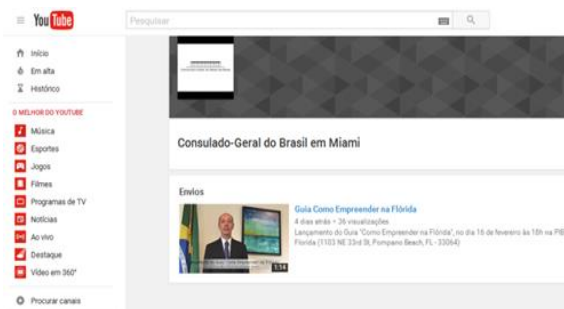 YouTube
Pesquisar
Início
Em alta
Histórico
O MELHOR DO YOUTUBE
Música
Esportes
Jogos
Filmes
Programas de TV
Notícias
Ao vivo
Destaque
Vídeo em 360°
Procurar canais
Consulado-Geral do Brasil em Miami
Envios
Guia Como Empreender na Flórida
4 dias atrás • 36 visualizações
Lançamento do Guia "Como Empreender na Flórida", no dia 16 de fevereiro às 18h na PIB
Florida (1103 NE 33rd St, Pompano Beach, FL - 33064)
1:14